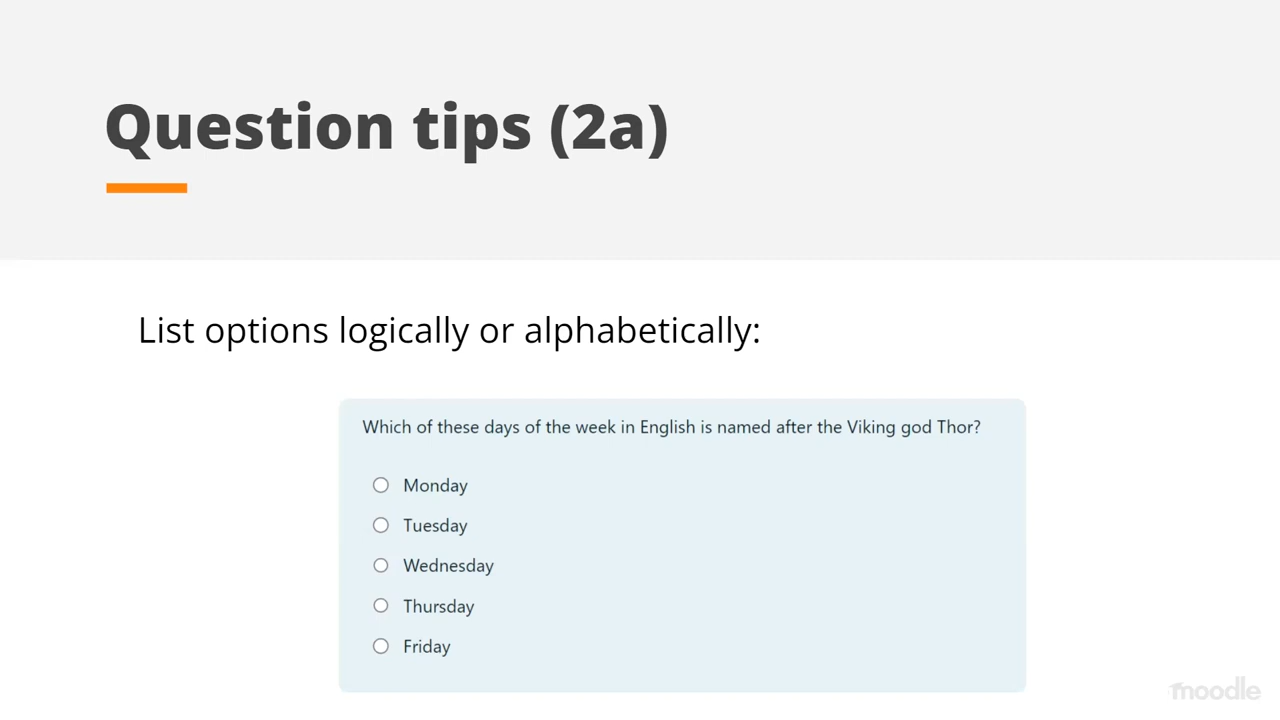 Question tips (2a)
List options logically or alphabetically:
Which of these days of the week in English is named after the Viking god Thor?
Monday
Tuesday
Wednesday
Thursday
Friday
moodle